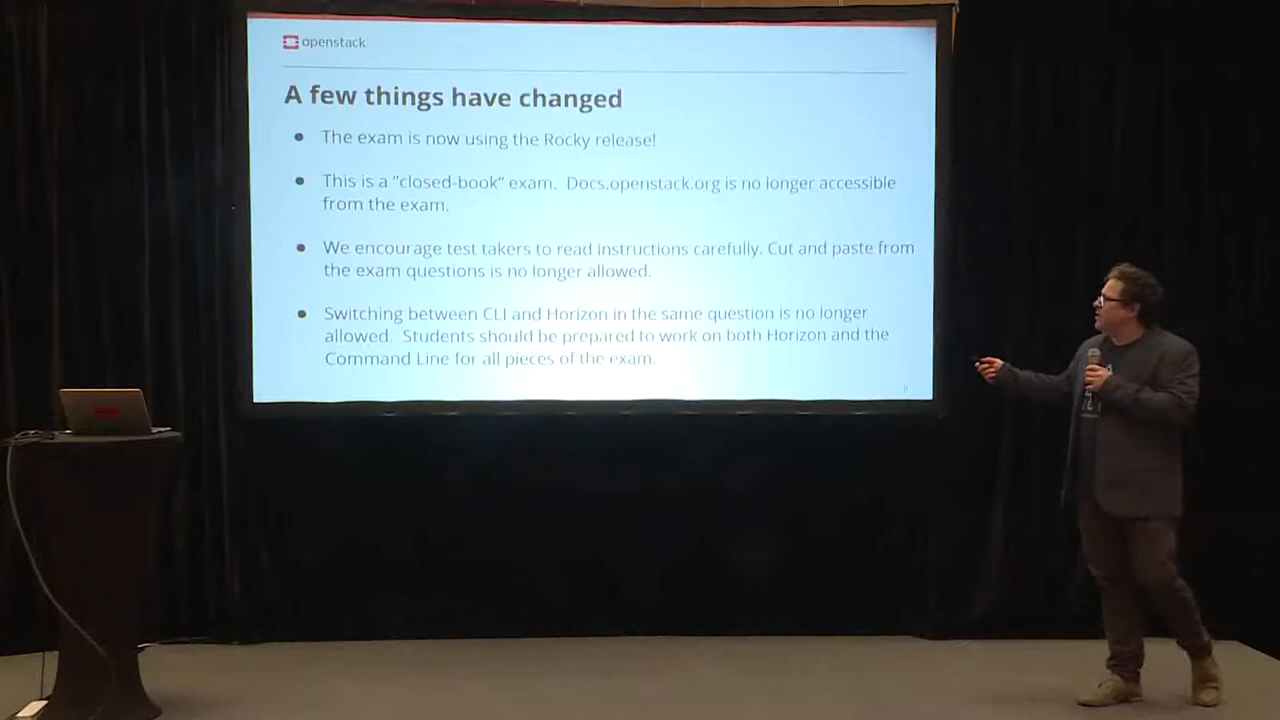 openstack
A few things have changed
The exam is now using the Rocky release!
This is a "closed-book" exam. Docs.openstack.org is no longer accessible
from the exam.
We encourage test takers to read instructions carefully. Cut and paste from
the exam questions is no longer allowed.
Switching between CLI and Horizon in the same question is no longer
allowed. Students should be prepared to work on both Horizon and the
Command Line for all pieces of the exam.